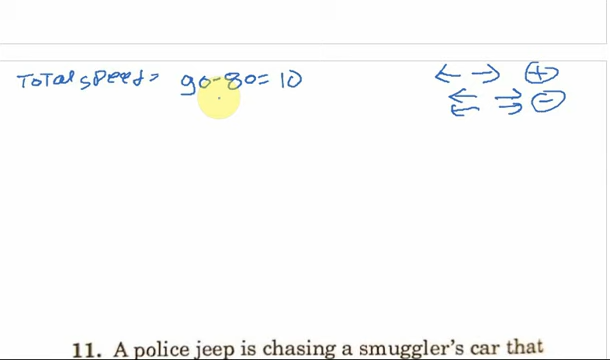 Total speed = 90-80=10
← → +
⇇ ⇉ -
11. A police jeep is chasing a smuggler's car that